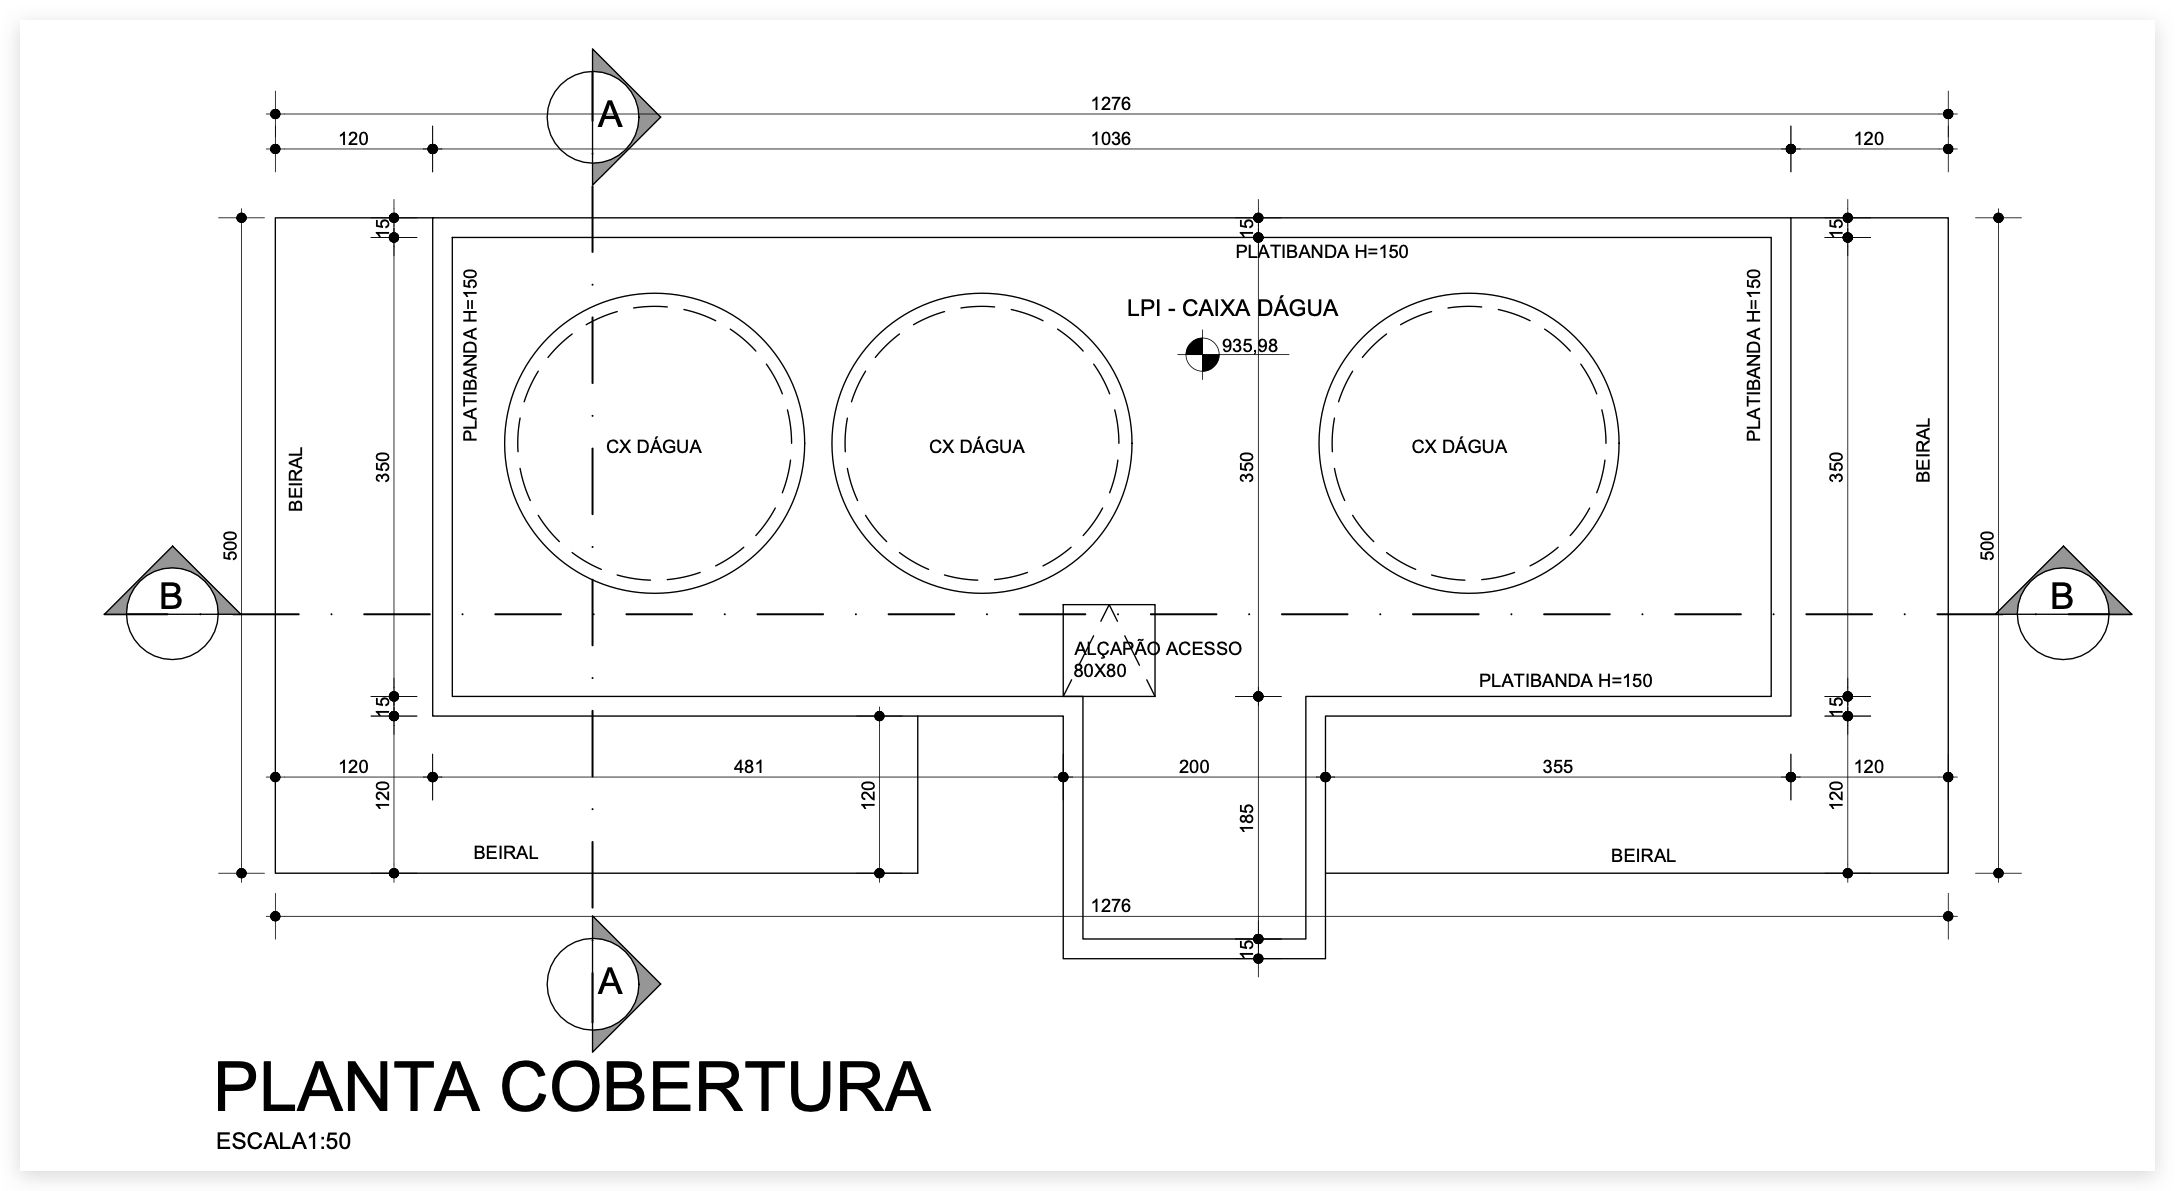 A
1276
120
1036
120
15
15
15
PLATIBANDA H=150
PLATIBANDA H=150
PLATIBANDA H=150
LPI - CAIXA DÁGUA
935,98
CX DÁGUA
CX DÁGUA
CX DÁGUA
BEIRAL
350
350
350
BEIRAL
500
500
B
B
ALÇAPÃO ACESSO
80X80
PLATIBANDA H=150
15
15
120
481
200
355
120
120
120
185
120
BEIRAL
BEIRAL
1276
15
A
PLANTA COBERTURA
ESCALA1:50